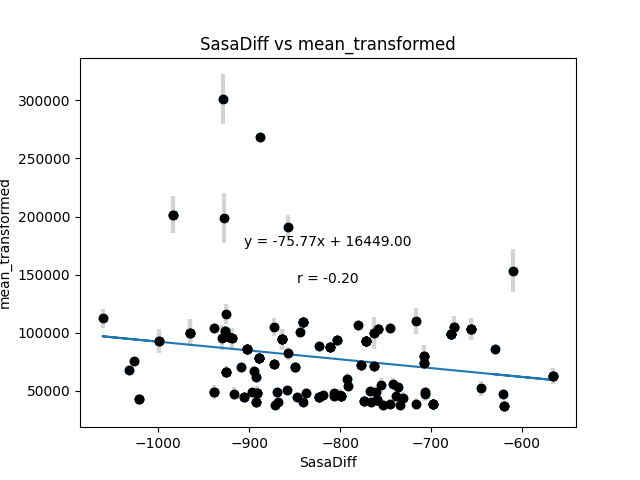 SasaDiff vs mean_transformed
300000
250000
200000
150000
100000
50000
mean_transformed
y = -75.77x + 16449.00
r = -0.20
−1000
−900
−800
−700
−600
SasaDiff